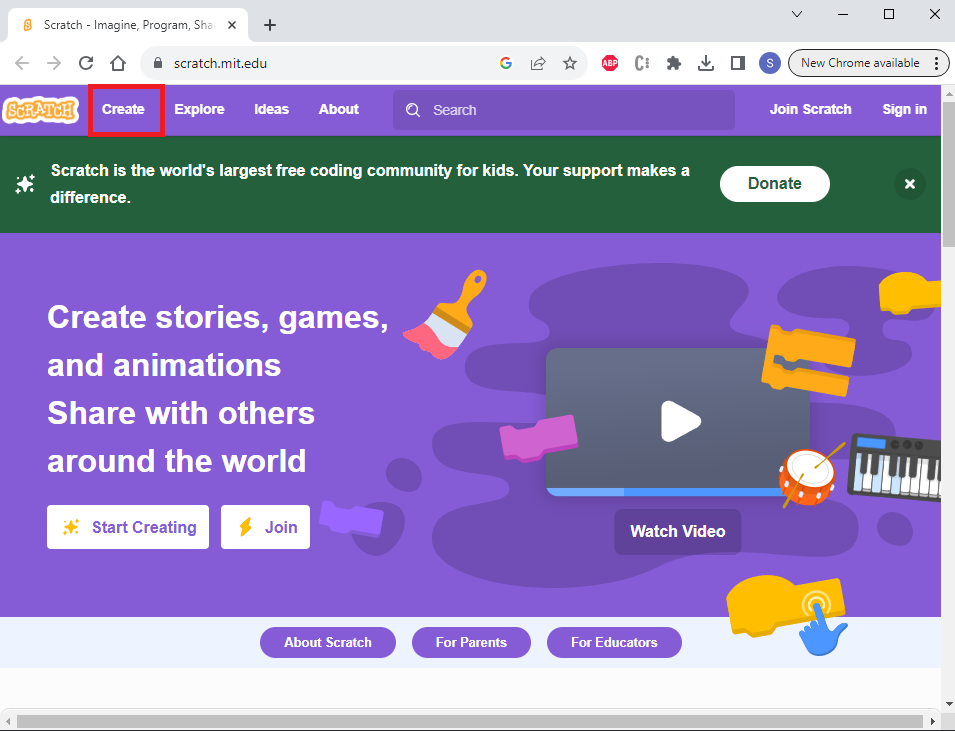 Scratch - Imagine, Program, Sha
scratch.mit.edu
ABP
S
New Chrome available
SCRATCH
Create
Explore
Ideas
About
Search
Join Scratch
Sign in
Scratch is the world's largest free coding community for kids. Your support makes a
difference.
Donate
Create stories, games,
and animations
Share with others
around the world
Start Creating
Join
Watch Video
About Scratch
For Parents
For Educators